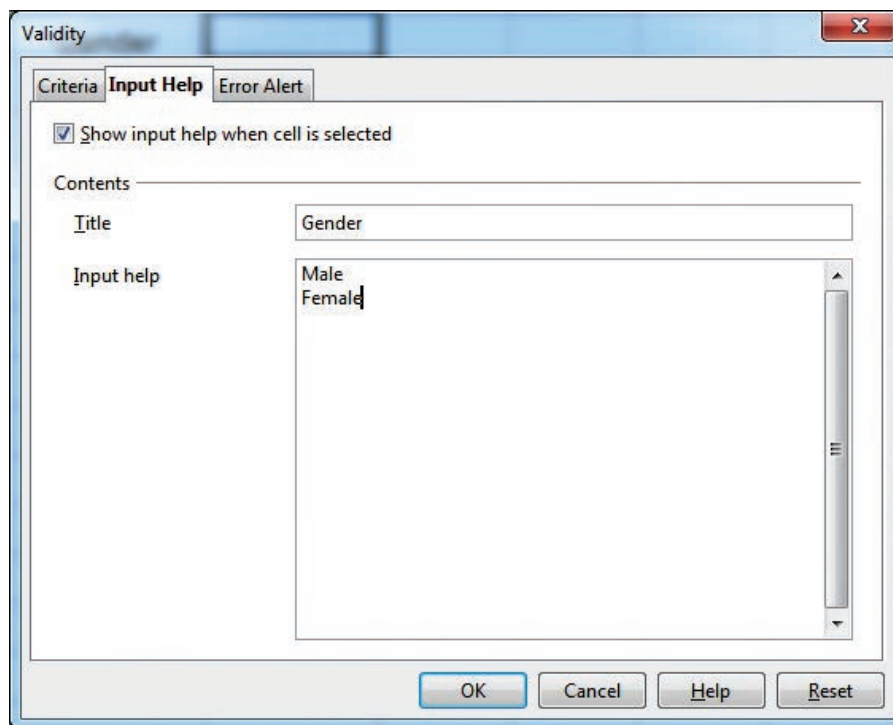 Validity
Gender
Criteria Input Help Error Alert
Show input help when cell is selected
Contents
Title Gender
Input help Male
Female
OK Cancel Help Reset